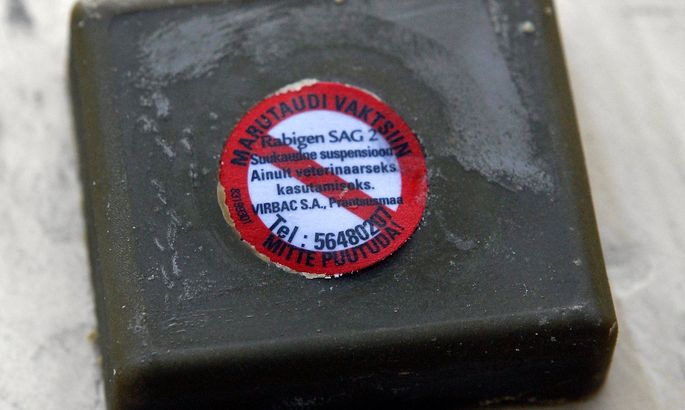 MARUTAUDI VAKTSIIN
Rabigen SAG 2
Suukaudne suspensioon
Ainult veterinaarseks
kasutamiseks.
VIRBAC S.A., Prantsusmaa
Tel : 56480207
MITTE PUUTUDA!